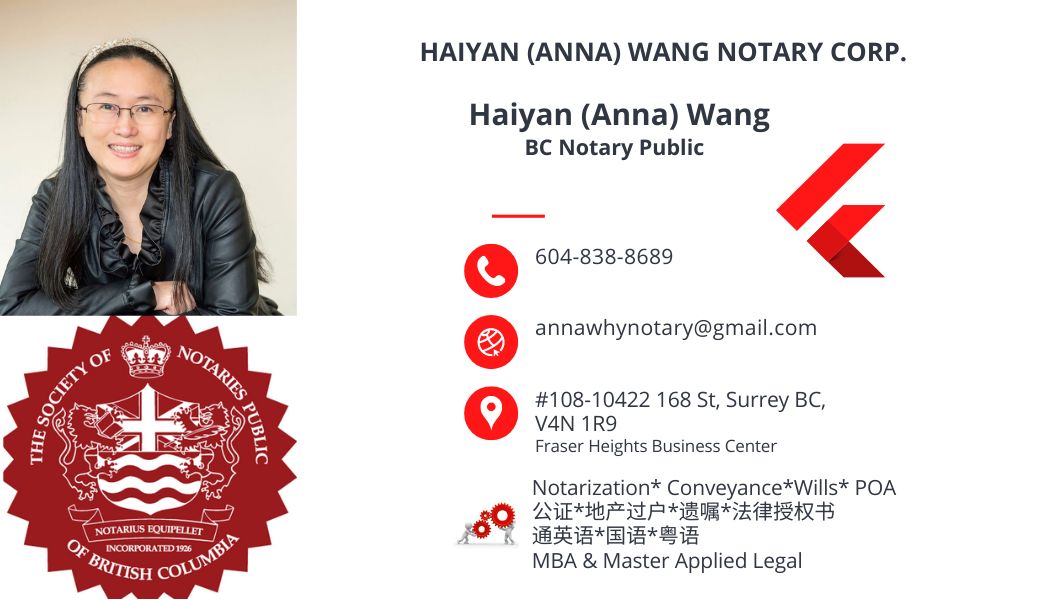 HAIYAN (ANNA) WANG NOTARY CORP.
Haiyan (Anna) Wang
BC Notary Public
604-838-8689
annawhynotary@gmail.com
#108-10422 168 St, Surrey BC,
V4N 1R9
Fraser Heights Business Center
Notarization* Conveyance*Wills* POA
公证*地产过户*遗嘱*法律授权书
通英语*国语*粤语
MBA & Master Applied Legal
THE SOCIETY OF NOTARIES PUBLIC
NOTARIUS EQUIPELLET
INCORPORATED 1926
OF BRITISH COLUMBIA